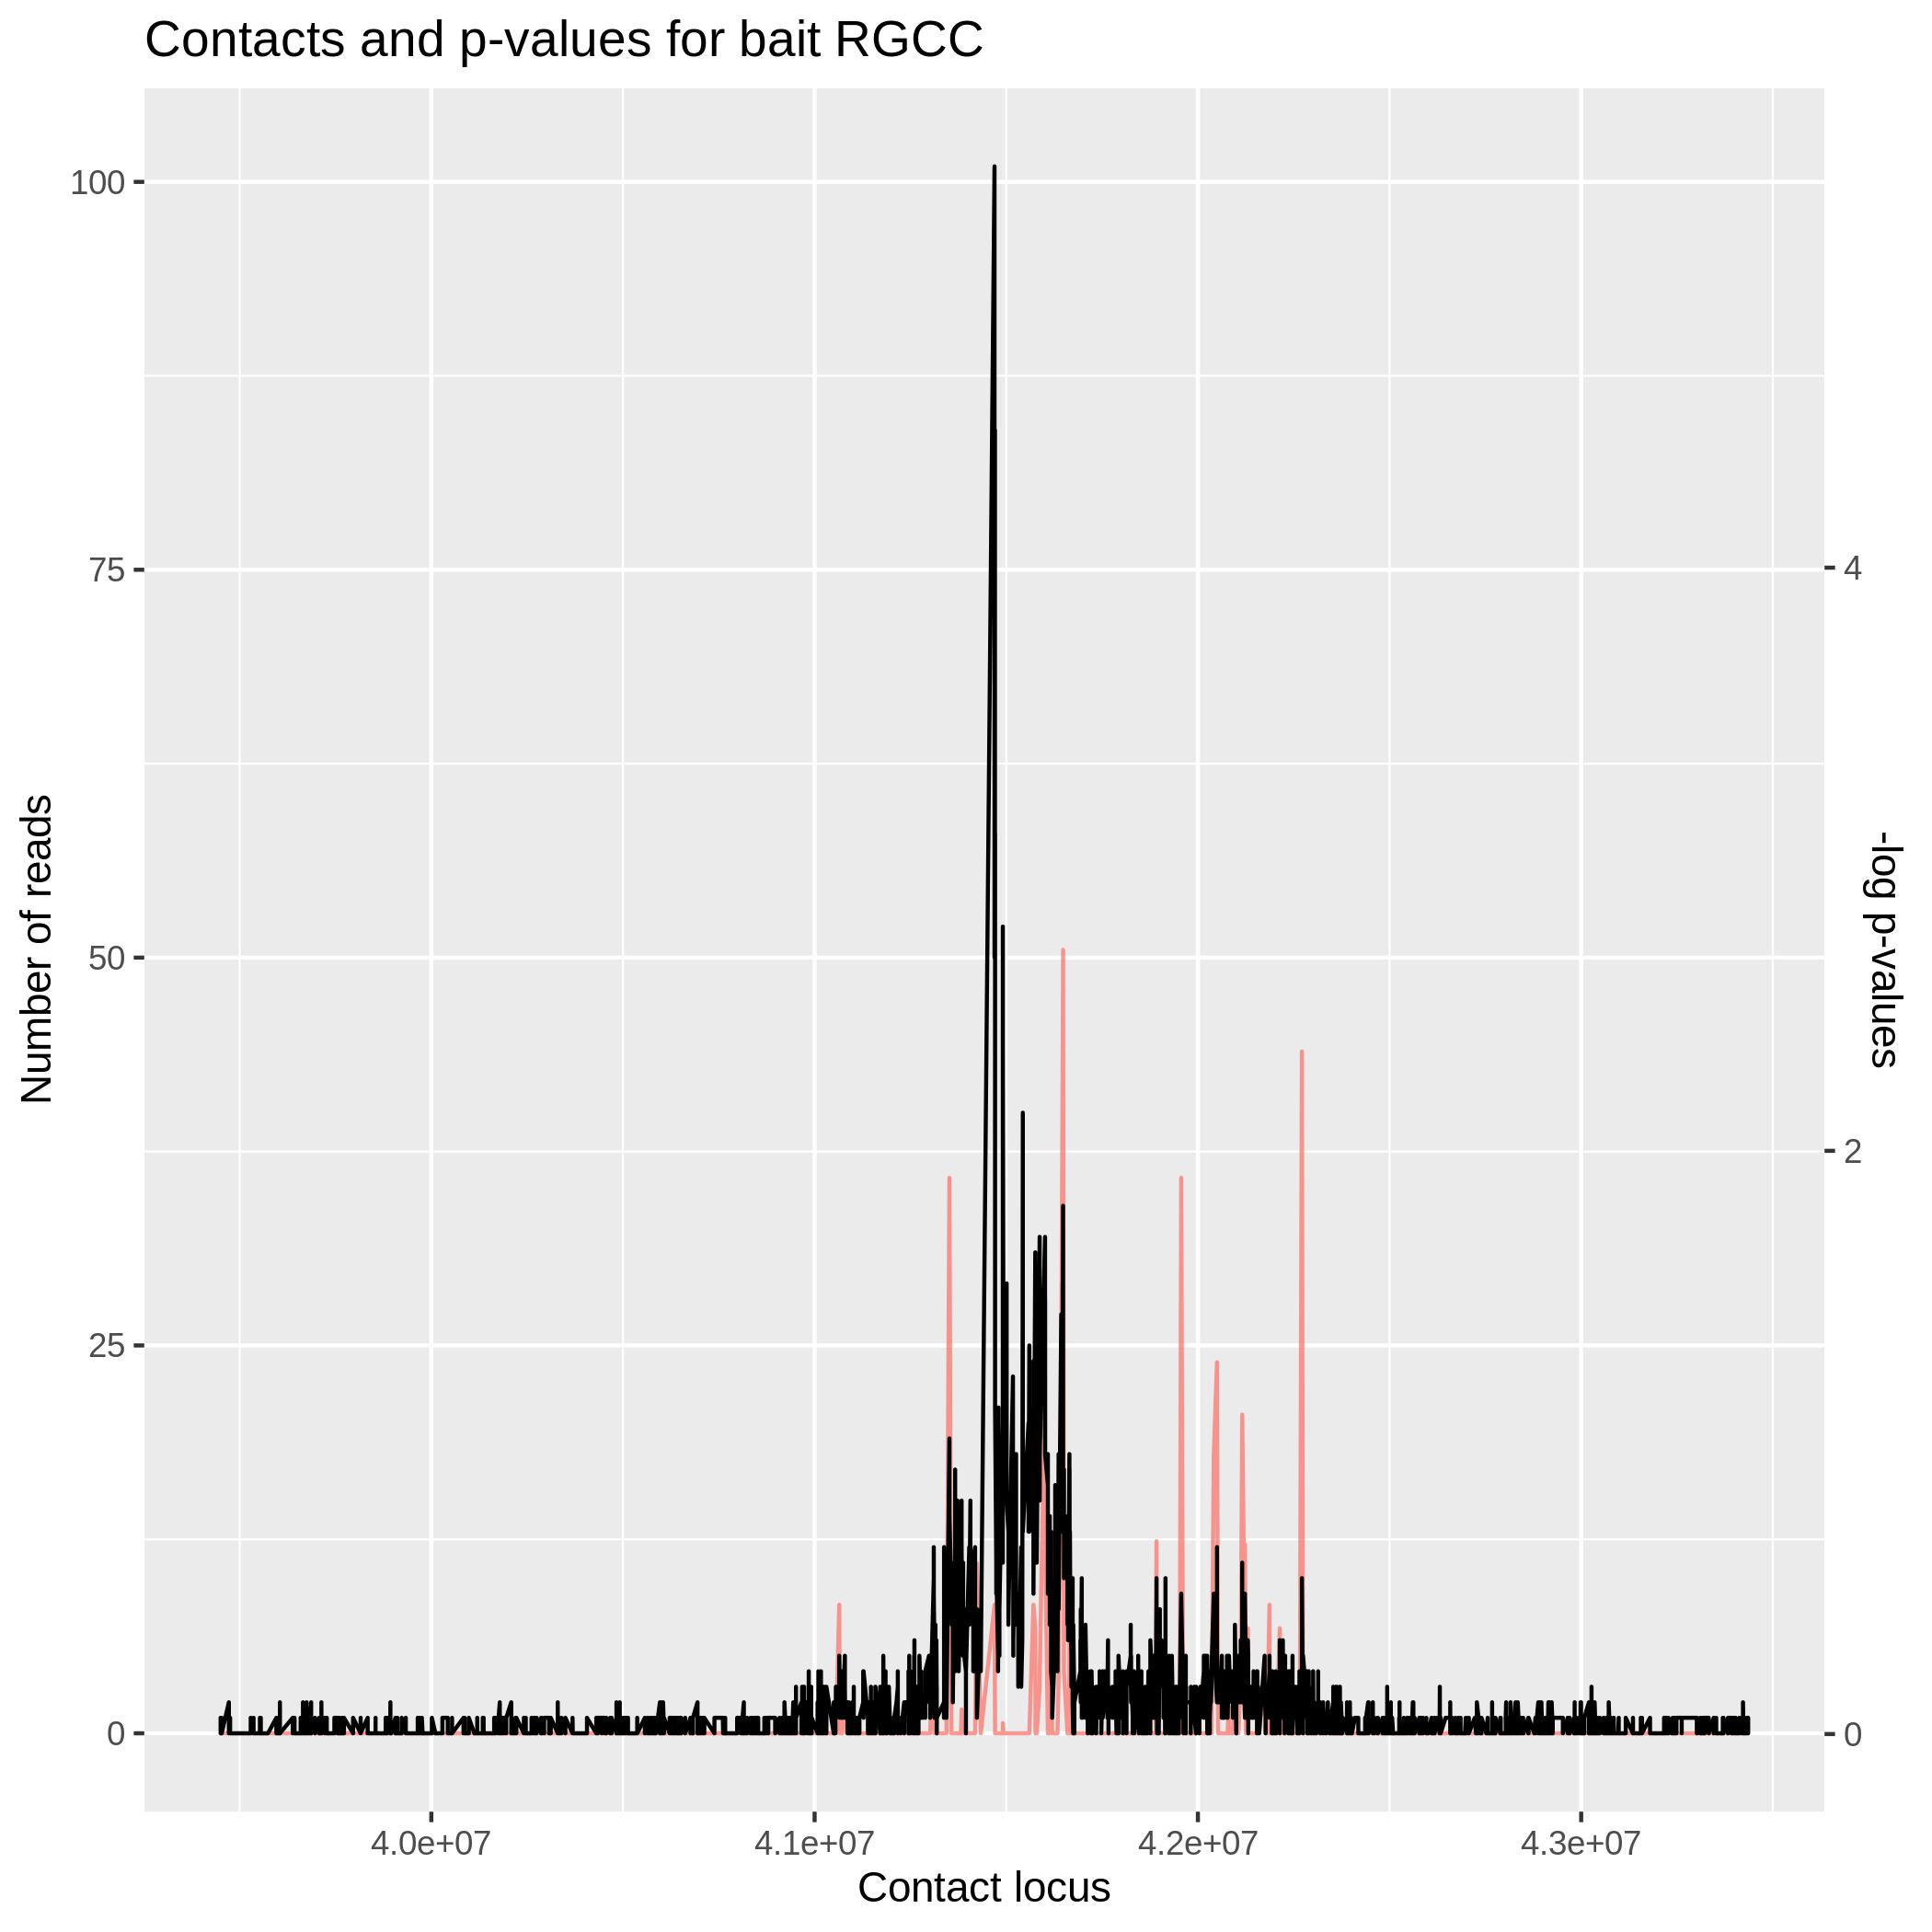 Contacts and p-values for bait RGCC
100
75
50
25
0
Number of reads
4
2
0
-log p-values
4.0e+07
4.1e+07
4.2e+07
4.3e+07
Contact locus